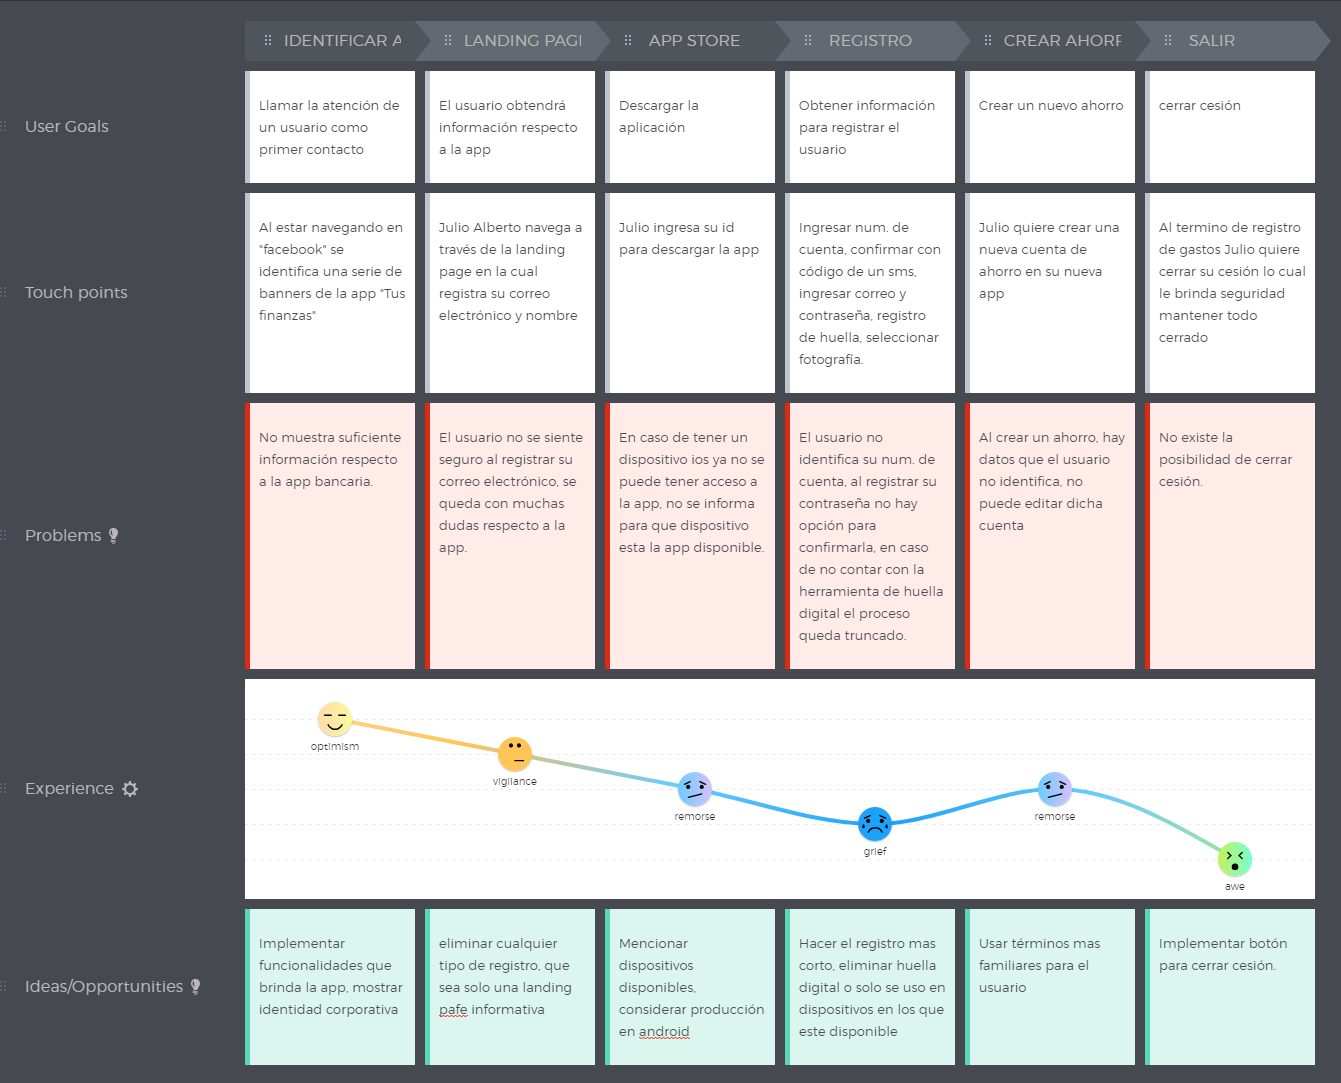 IDENTIFICAR A
LANDING PAGI
APP STORE
REGISTRO
CREAR AHORF
SALIR
User Goals
Llamar la atención de
un usuario como
primer contacto
El usuario obtendrá
información respecto
a la app
Descargar la
aplicación
Obtener información
para registrar el
usuario
Crear un nuevo ahorro
cerrar cesión
Touch points
Al estar navegando en
"facebook" se
identifica una serie de
banners de la app "Tus
finanzas"
Julio Alberto navega a
través de la landing
page en la cual
registra su correo
electrónico y nombre
Julio ingresa su id
para descargar la app
Ingresar num. de
cuenta, confirmar con
código de un sms,
ingresar correo y
contraseña, registro
de huella, seleccionar
fotografía.
Julio quiere crear una
nueva cuenta de
ahorro en su nueva
app
Al termino de registro
de gastos Julio quiere
cerrar su cesión lo cual
le brinda seguridad
mantener todo
cerrado
Problems
No muestra suficiente
información respecto
a la app bancaria.
El usuario no se siente
seguro al registrar su
correo electrónico, se
queda con muchas
dudas respecto a la
app.
En caso de tener un
dispositivo ios ya no se
puede tener acceso a
la app, no se informa
para que dispositivo
esta la app disponible.
El usuario no
identifica su num. de
cuenta, al registrar su
contraseña no hay
opción para
confirmarla, en caso
de no contar con la
herramienta de huella
digital el proceso
queda truncado.
Al crear un ahorro, hay
datos que el usuario
no identifica, no
puede editar dicha
cuenta
No existe la
posibilidad de cerrar
cesión.
Experience
optimism
vigilance
remorse
grief
remorse
awe
Ideas/Opportunities
Implementar
funcionalidades que
brinda la app, mostrar
identidad corporativa
eliminar cualquier
tipo de registro, que
sea solo una landing
pafe informativa
Mencionar
dispositivos
disponibles,
considerar producción
en android
Hacer el registro mas
corto, eliminar huella
digital o solo se uso en
dispositivos en los que
este disponible
Usar términos mas
familiares para el
usuario
Implementar botón
para cerrar cesión.